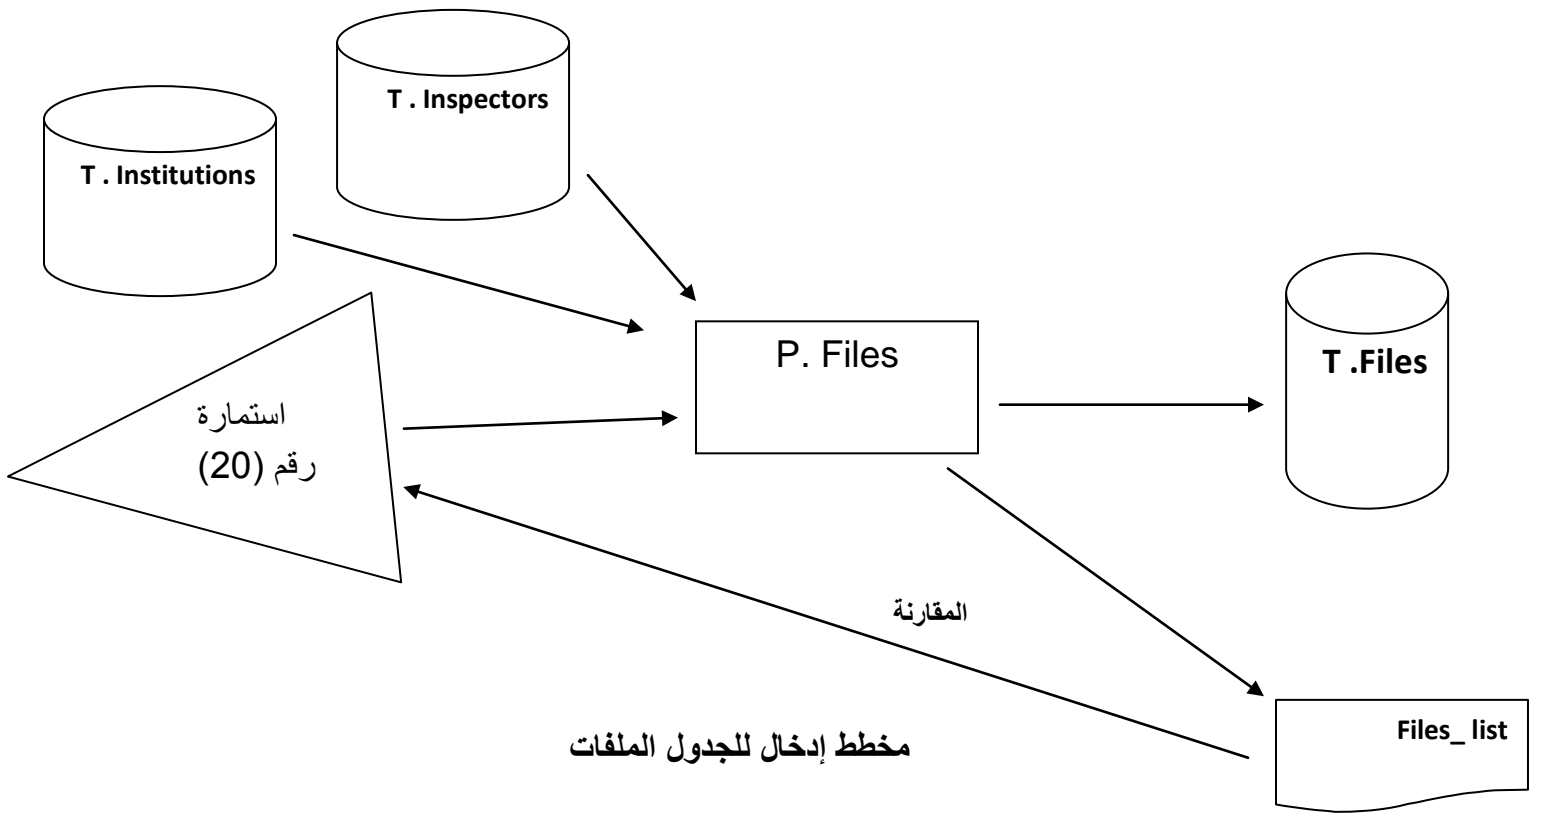 T . Inspectors
T . Institutions
P. Files
T .Files
استمارة
رقم (20)
المقارنة
Files_ list
مخطط إدخال للجدول الملفات